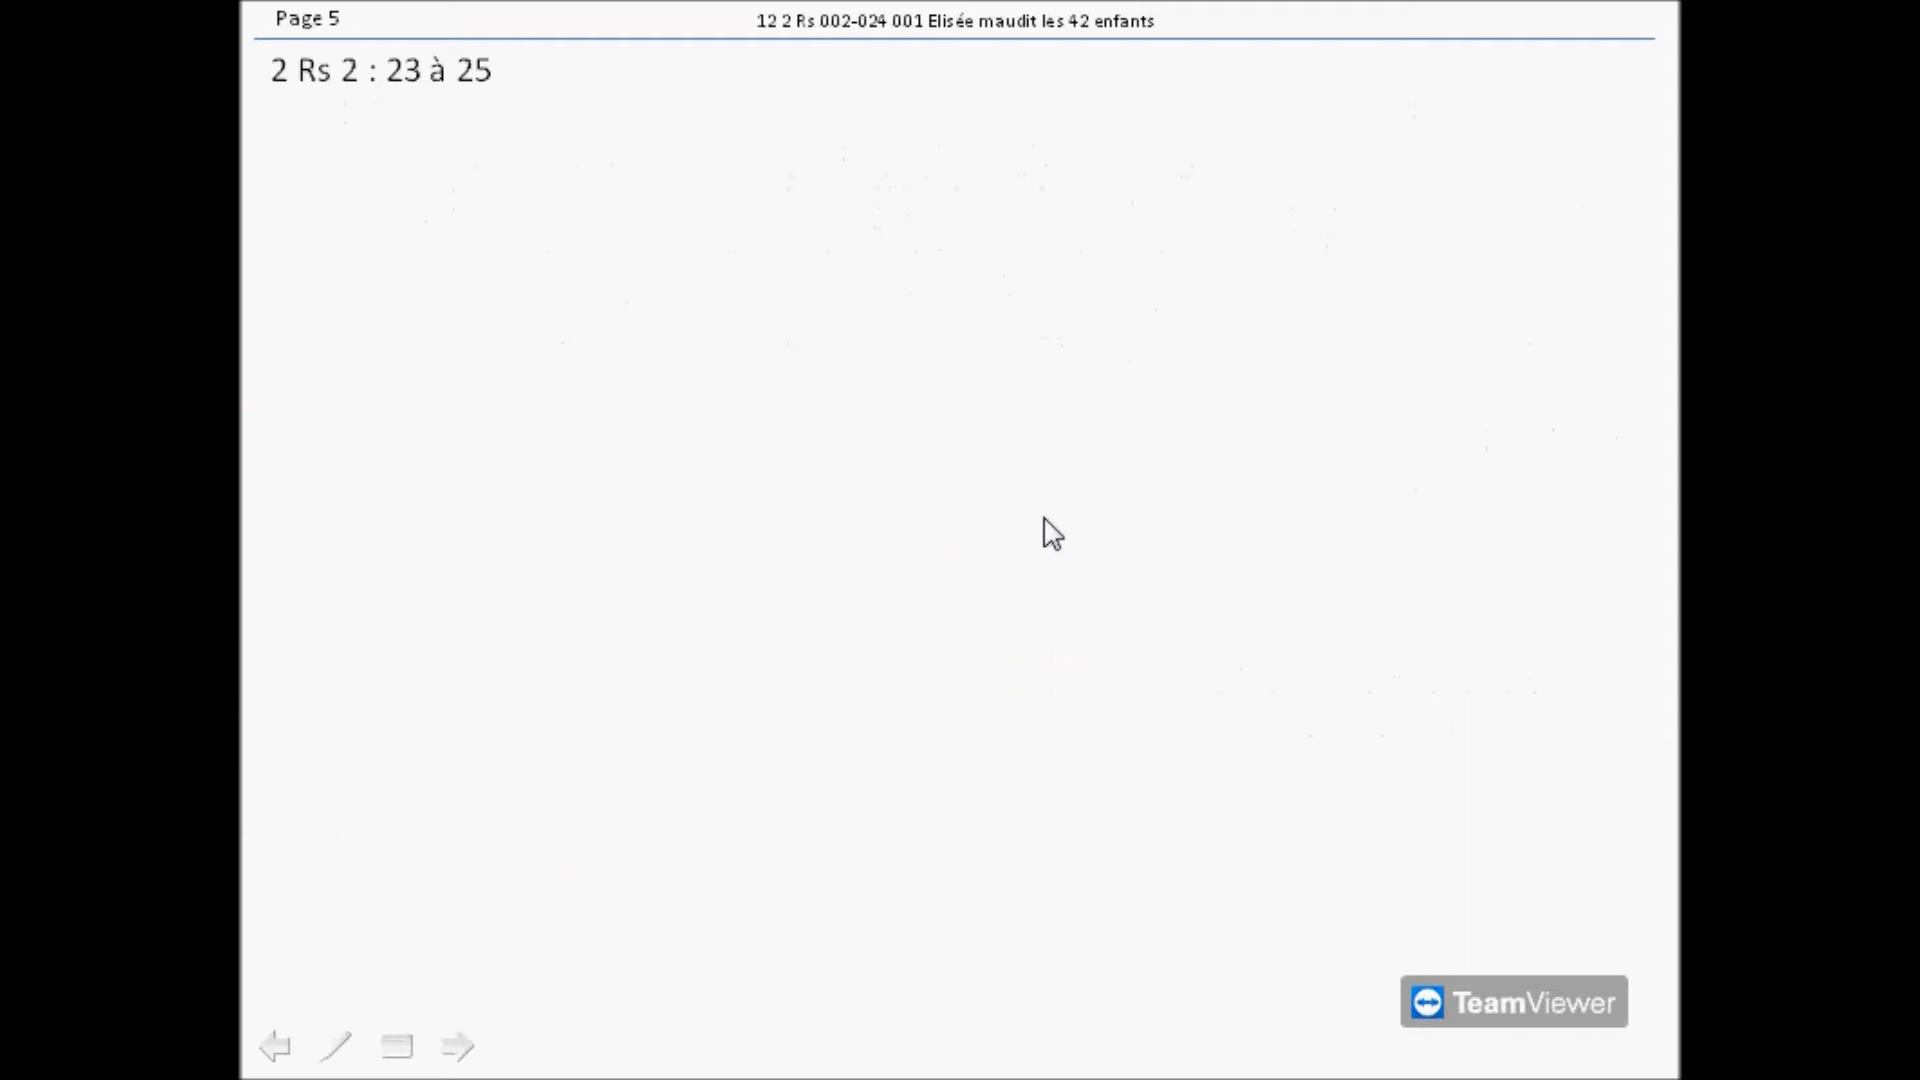 Page 5
12 2 Rs 002-024 001 Elisée maudit les 42 enfants
2 Rs 2 : 23 à 25
TeamViewer